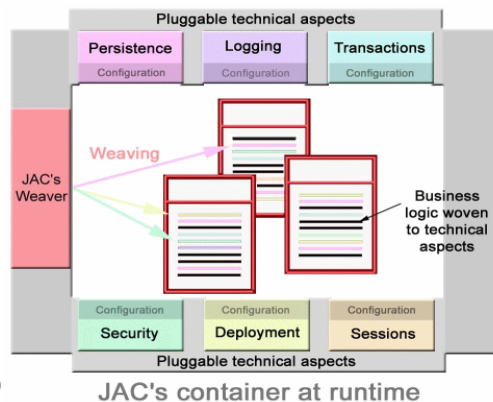 Pluggable technical aspects
Persistence
Logging
Transactions
Configuration
Configuration
Configuration
JAC's
Weaver
Weaving
Business
logic woven
to technical
aspects
Configuration
Configuration
Configuration
Security
Deployment
Sessions
Pluggable technical aspects
JAC's container at runtime